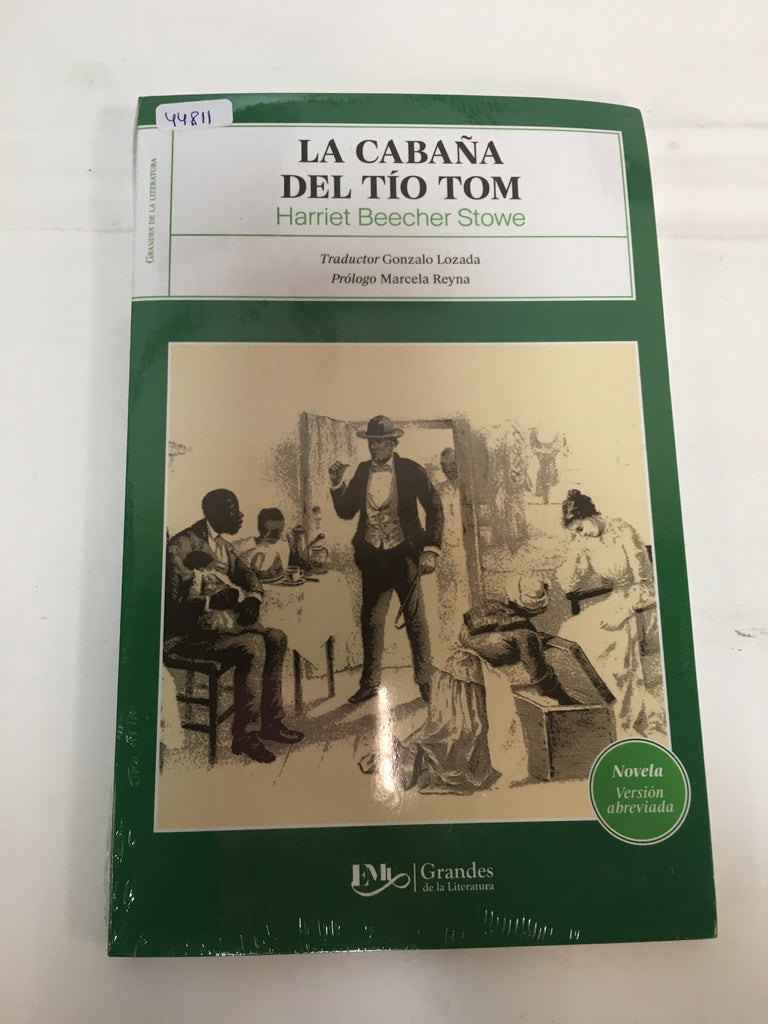 44811
GRANDES DE LA LITERATURA
LA CABAÑA
DEL TÍO TOM
Harriet Beecher Stowe
Traductor Gonzalo Lozada
Prólogo Marcela Reyna
Novela
Versión
abreviada
EMU
Grandes
de la Literatura